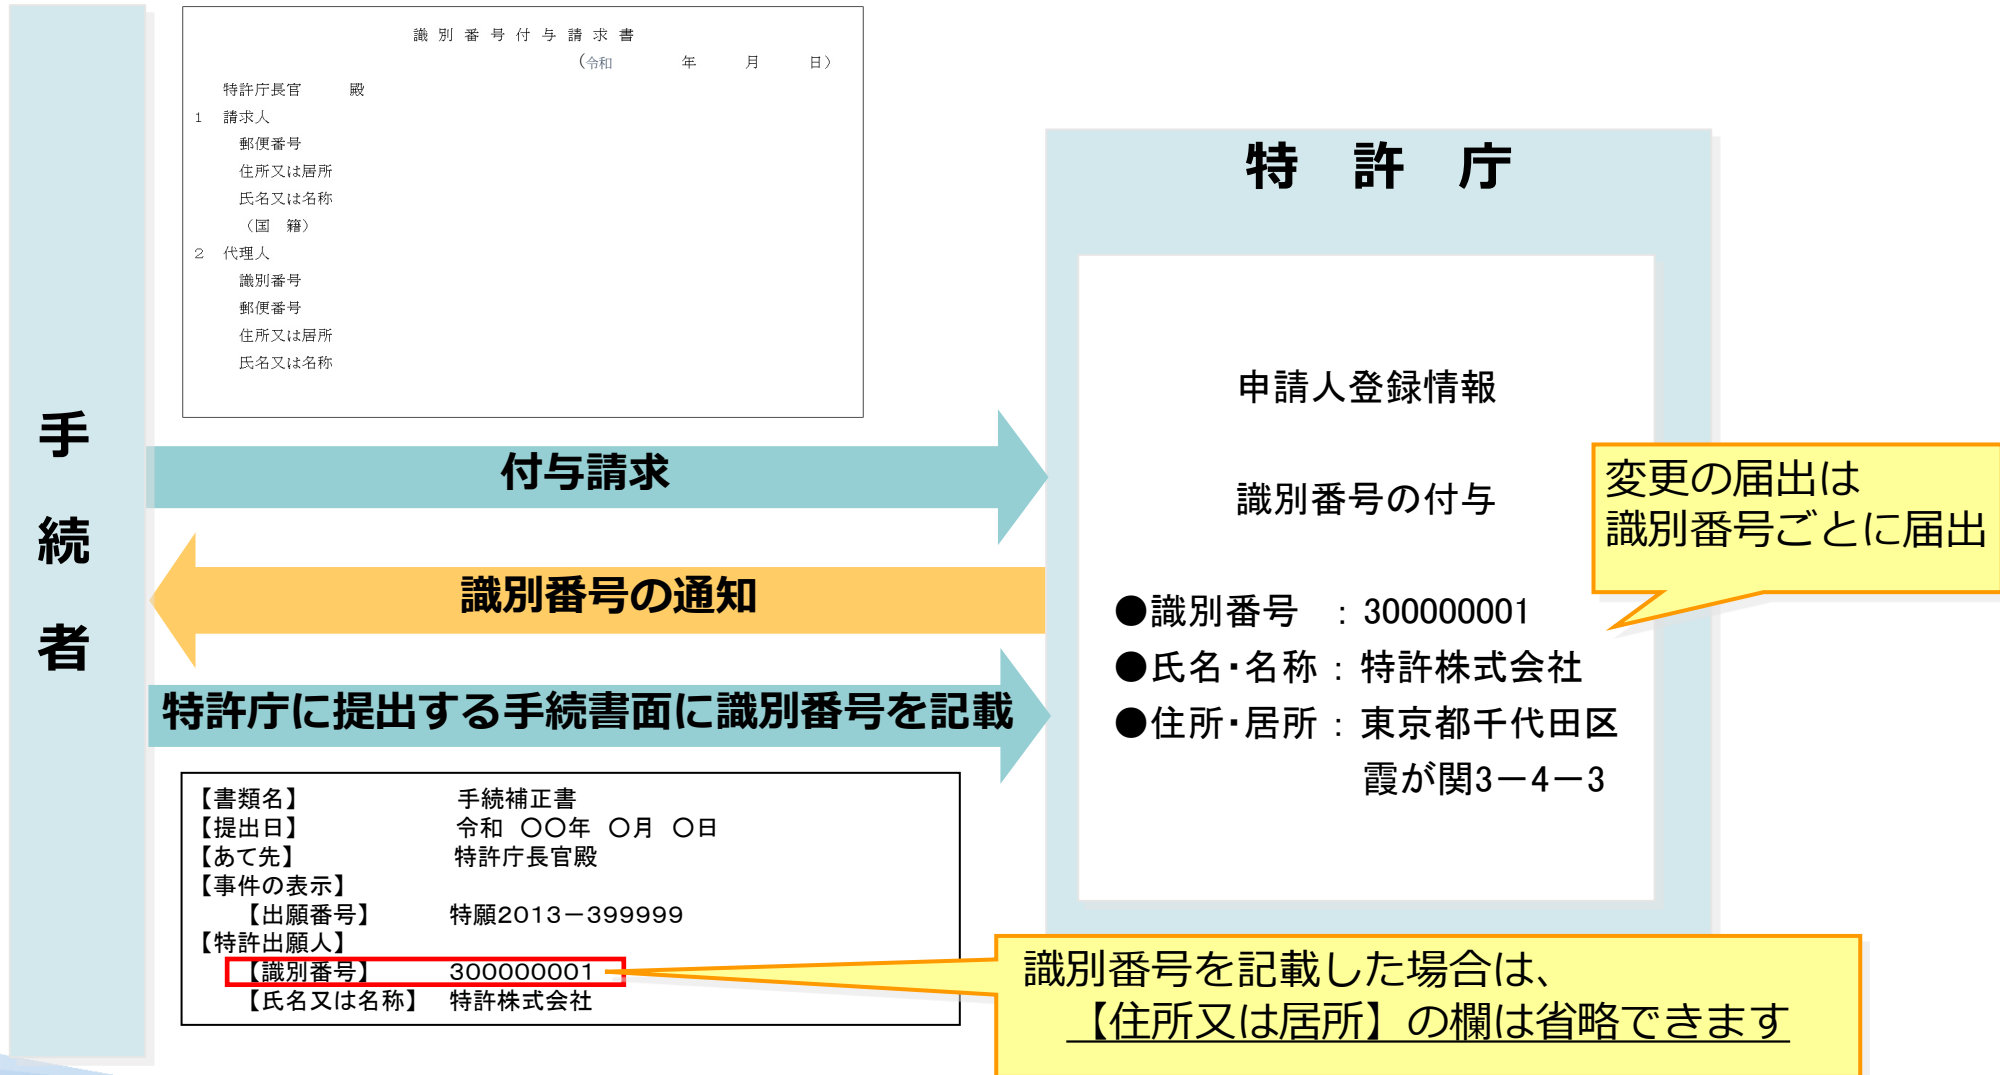 手続者
識別番号付与請求書
（令和　　年　　月　　日）
特許庁長官　　殿
1　請求人
郵便番号
住所又は居所
氏名又は名称
（国　籍）
2　代理人
識別番号
郵便番号
住所又は居所
氏名又は名称
付与請求
識別番号の通知
特許庁に提出する手続書面に識別番号を記載
【書類名】　手続補正書
【提出日】　令和 〇〇年 〇月 〇日
【あて先】　特許庁長官殿
【事件の表示】
【出願番号】　特願2013－399999
【特許出願人】
【識別番号】　300000001
【氏名又は名称】　特許株式会社
特 許 庁
申請人登録情報
識別番号の付与
●識別番号　：300000001
●氏名・名称：特許株式会社
●住所・居所：東京都千代田区
霞が関3－4－3
変更の届出は
識別番号ごとに届出
識別番号を記載した場合は、
【住所又は居所】の欄は省略できます